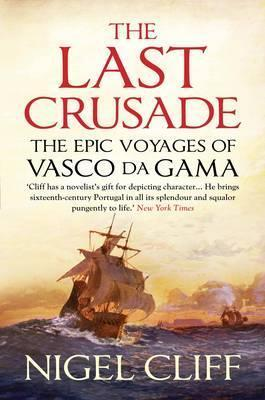 THE
LAST
CRUSADE
THE EPIC VOYAGES OF
VASCO DA GAMA
‘Cliff has a novelist’s gift for depicting character... He brings
sixteenth-century Portugal in all its splendour and squalor
pungently to life.’ New York Times
NIGEL CLIFF